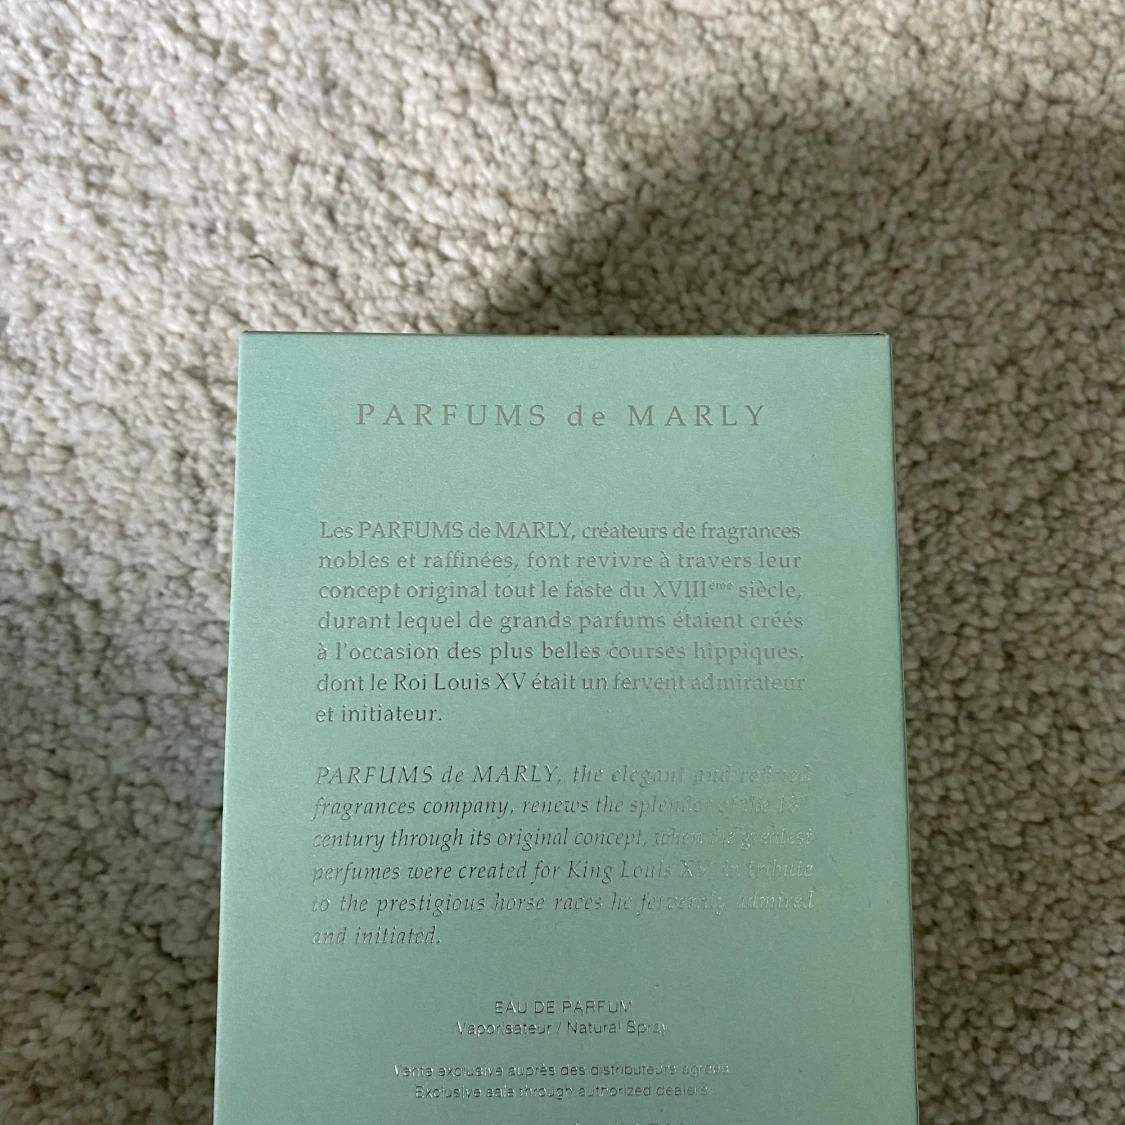 PARFUMS de MARLY
Les PARFUMS de MARLY, créateurs de fragrances
nobles et raffinées, font revivre à travers leur
concept original tout le faste du XVIIIème siècle,
durant lequel de grands parfums étaient créés
à l'occasion des plus belles courses hippiques,
dont le Roi Louis XV était un fervent admirateur
et initiateur.
PARFUMS de MARLY, the elegant and refined
fragrances company, renews the splendor of the
century through its original concept, when the greatest
perfumes were created for King Louis XV in tribute
to the prestigious horse races he fervently admired
and initiated.
EAU DE PARFUM
Vaporisateur / Natural Spray
Vente exclusive auprès des distributeurs agréés
Exclusive sale through authorized dealers.